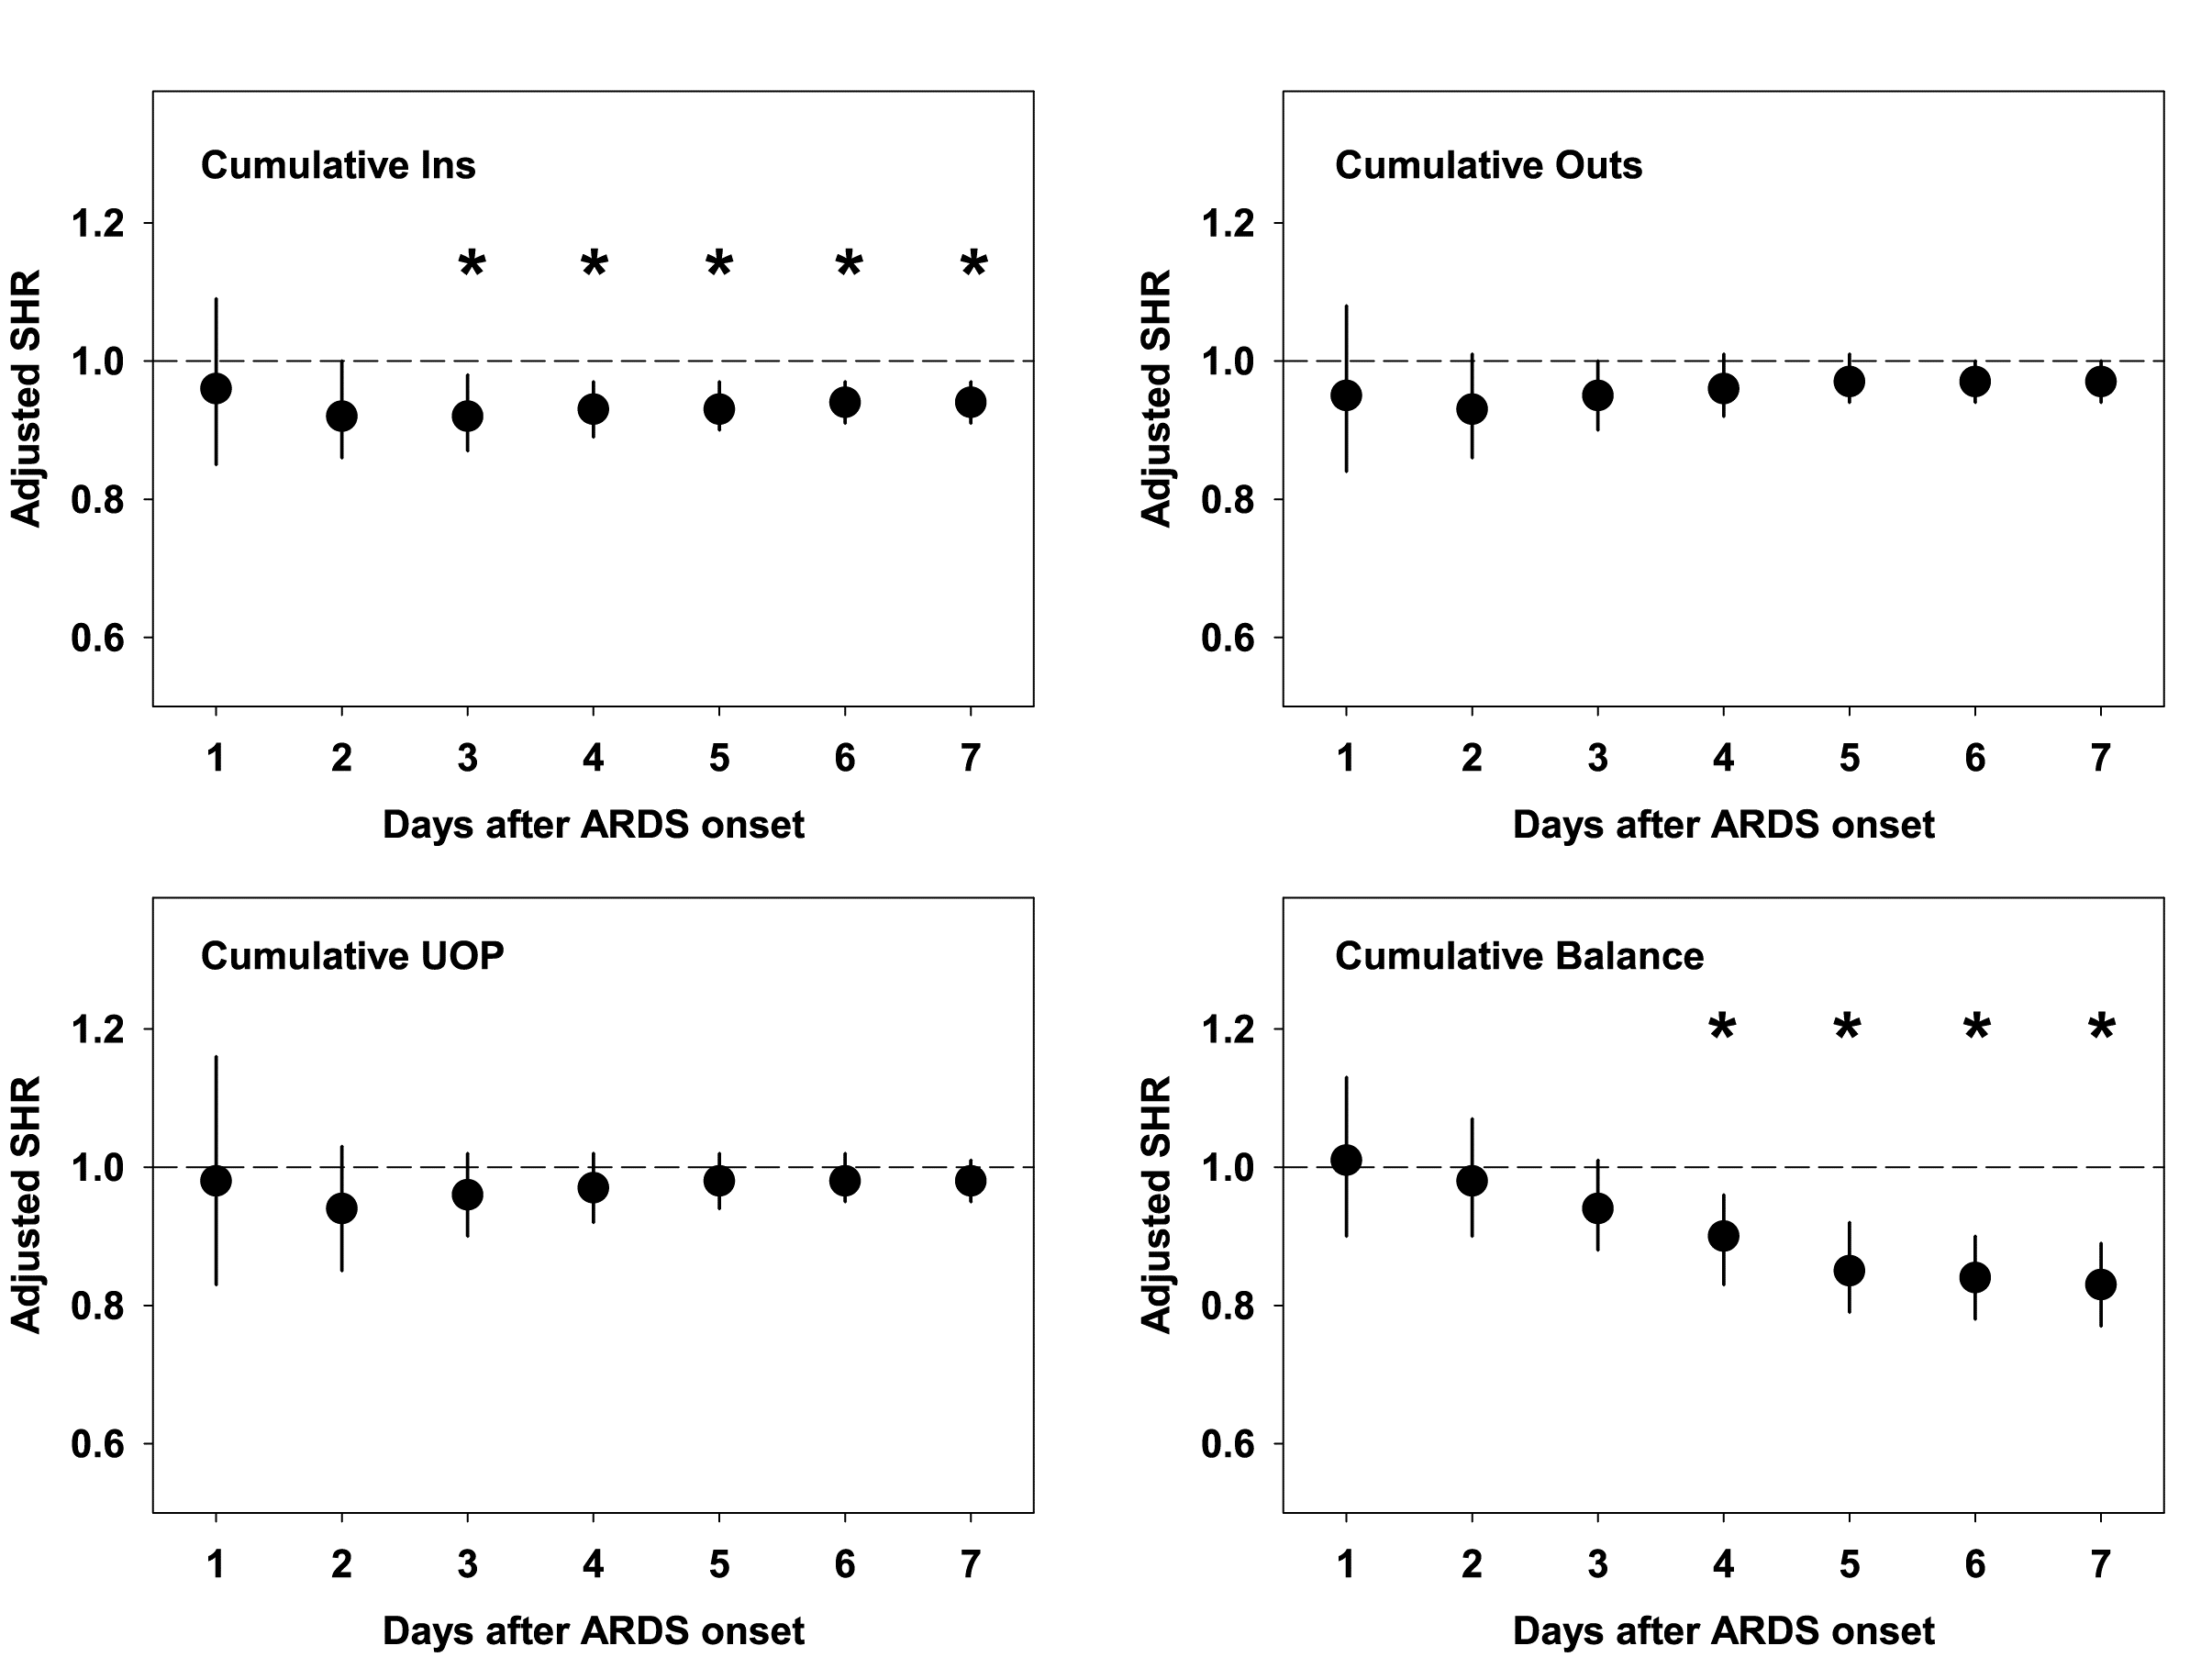 Cumulative Ins
* * * * *
1.2
1.0
0.8
0.6
Adjusted SHR
1 2 3 4 5 6 7
Days after ARDS onset
Cumulative Outs
1.2
1.0
0.8
0.6
Adjusted SHR
1 2 3 4 5 6 7
Days after ARDS onset
Cumulative UOP
1.2
1.0
0.8
0.6
Adjusted SHR
1 2 3 4 5 6 7
Days after ARDS onset
Cumulative Balance
* * * *
1.2
1.0
0.8
0.6
Adjusted SHR
1 2 3 4 5 6 7
Days after ARDS onset